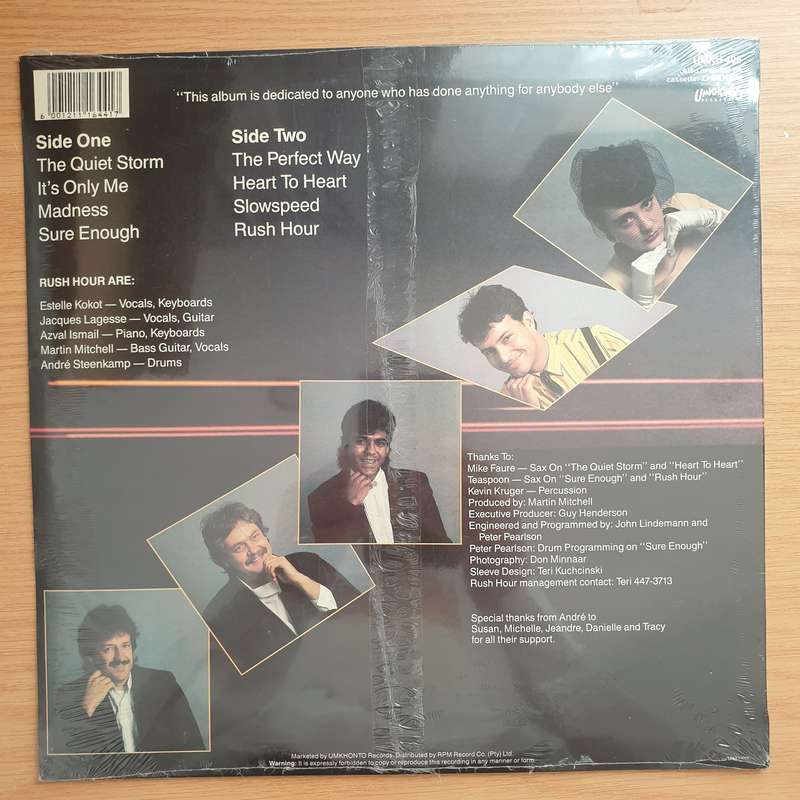 6 001211 164417
"This album is dedicated to anyone who has done anything for anybody else"
UMKHONTO
RECORDS
Side One
The Quiet Storm
It's Only Me
Madness
Sure Enough
Side Two
The Perfect Way
Heart To Heart
Slowspeed
Rush Hour
RUSH HOUR ARE:
Estelle Kokot — Vocals, Keyboards
Jacques Lagesse — Vocals, Guitar
Azval Ismail — Piano, Keyboards
Martin Mitchell — Bass Guitar, Vocals
André Steenkamp — Drums
Thanks To:
Mike Faure — Sax On "The Quiet Storm" and "Heart To Heart"
Teaspoon — Sax On "Sure Enough" and "Rush Hour"
Kevin Kruger — Percussion
Produced by: Martin Mitchell
Executive Producer: Guy Henderson
Engineered and Programmed by: John Lindemann and
Peter Pearlson
Peter Pearlson: Drum Programming on "Sure Enough"
Photography: Don Minnaar
Sleeve Design: Teri Kuchcinski
Rush Hour management contact: Teri 447-3713
Special thanks from André to
Susan, Michelle, Jeandre, Danielle and Tracy
for all their support.
Marketed by UMKHONTO Records. Distributed by RPM Record Co. (Pty) Ltd.
Warning: It is expressly forbidden to copy or reproduce this recording in any manner or form.